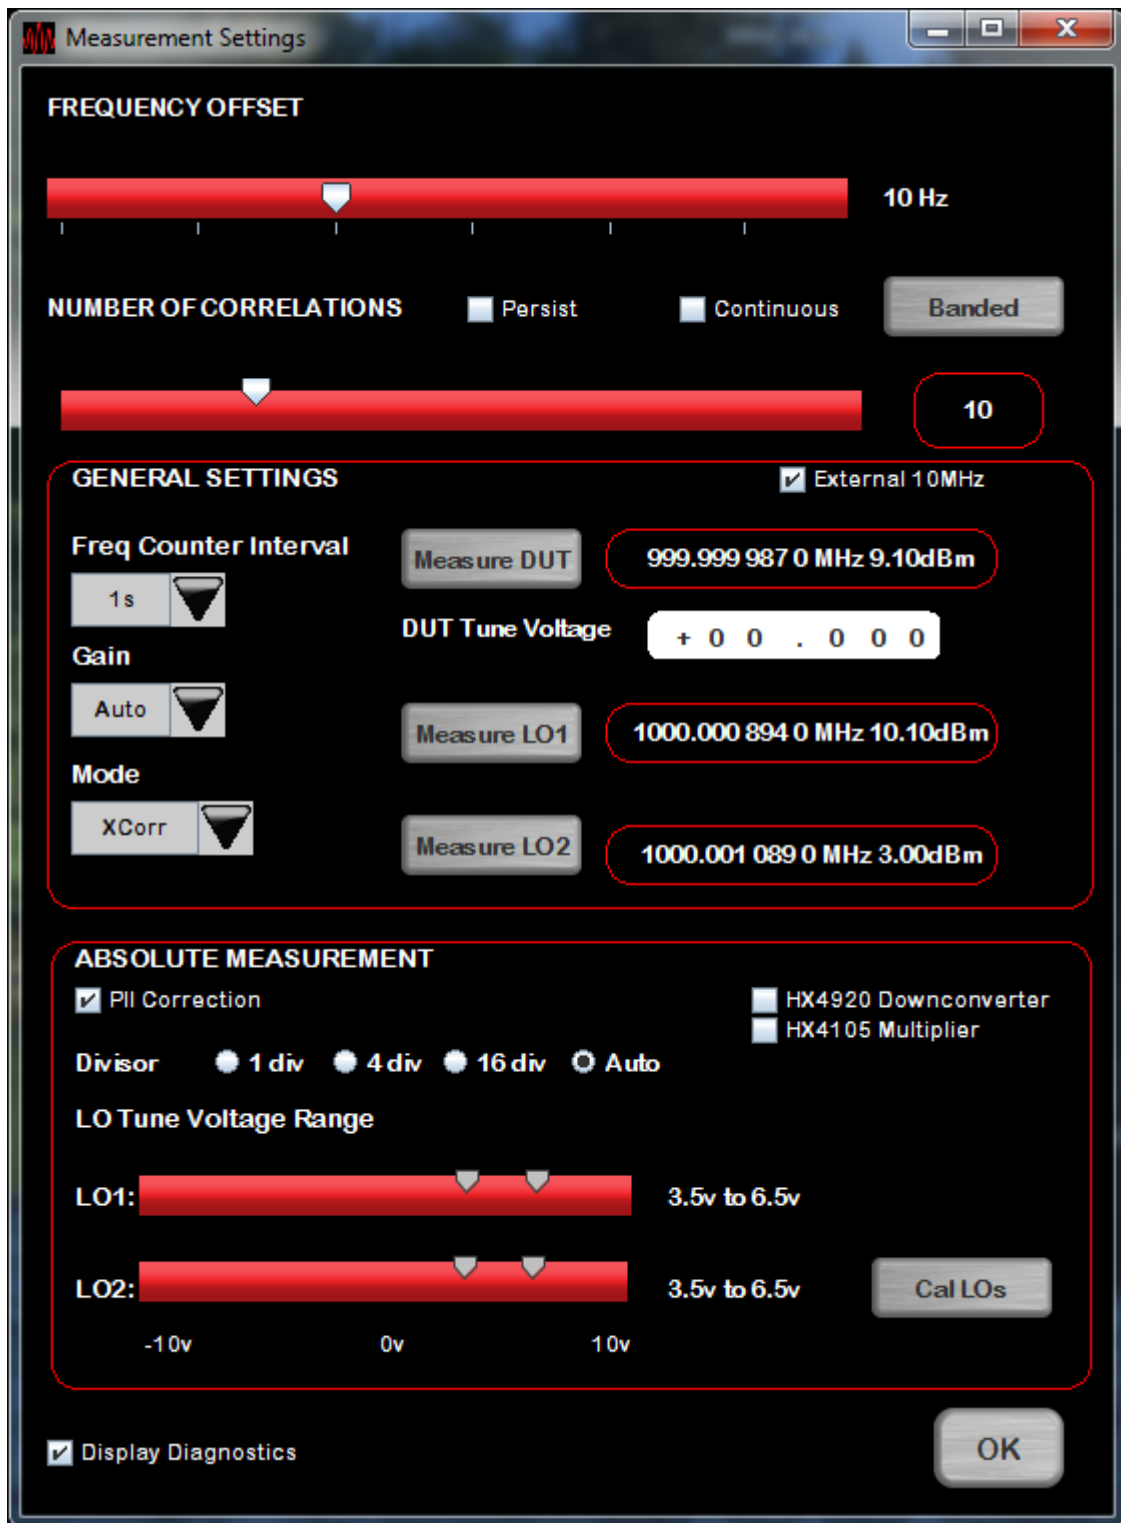 Measurement Settings
FREQUENCY OFFSET
10 Hz
NUMBER OF CORRELATIONS Persist Continuous Banded
10
GENERAL SETTINGS External 10MHz
Freq Counter Interval Measure DUT 999.999 987 0 MHz 9.10dBm
1s
DUT Tune Voltage +00.000
Gain
Auto Measure LO1 1000.000 894 0 MHz 10.10dBm
Mode
XCorr Measure LO2 1000.001 089 0 MHz 3.00dBm
ABSOLUTE MEASUREMENT
Pll Correction HX4920 Downconverter
HX4105 Multiplier
Divisor 1 div 4 div 16 div Auto
LO Tune Voltage Range
LO1: 3.5v to 6.5v
LO2: 3.5v to 6.5v Cal LOs
-10v 0v 10v
Display Diagnostics OK